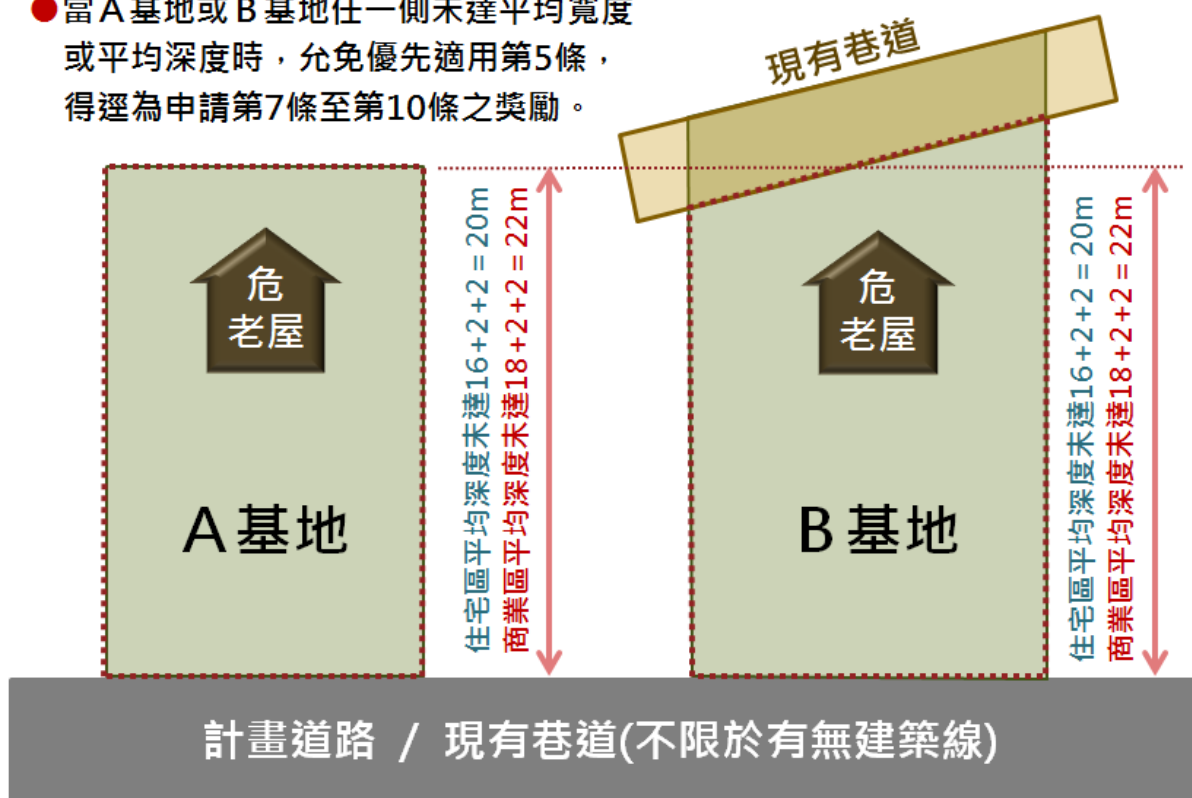 ●當A基地或B基地任一側未達平均寬度
或平均深度時，允免優先適用第5條，
得逕為申請第7條至第10條之獎勵。
現有巷道
危
老屋
A基地
住宅區平均深度未達16+2+2=20m
商業區平均深度未達18+2+2=22m
危
老屋
B基地
住宅區平均深度未達16+2+2=20m
商業區平均深度未達18+2+2=22m
計畫道路 / 現有巷道(不限於有無建築線)